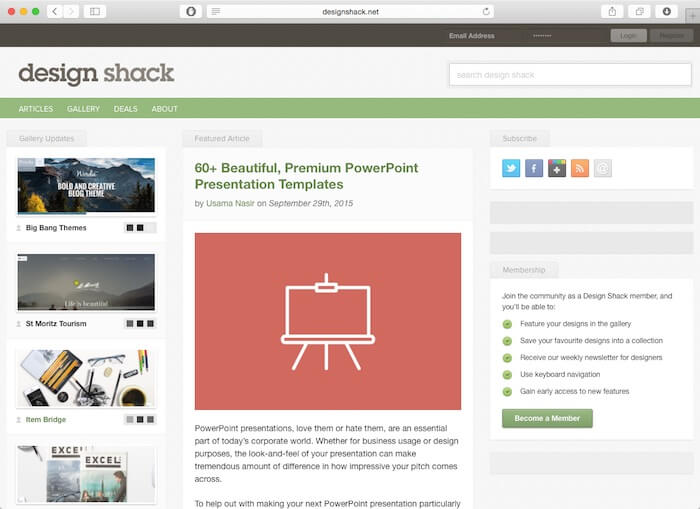 designshack.net
Email Address
Login
Register
design shack
search design shack
ARTICLES GALLERY DEALS ABOUT
Gallery Updates
BOLD AND CREATIVE
BLOG THEME
Big Bang Themes
Life is beautiful
St Moritz Tourism
Item Bridge
EXCEL
EXCEL
Featured Article
60+ Beautiful, Premium PowerPoint
Presentation Templates
by Usama Nasir on September 29th, 2015
PowerPoint presentations, love them or hate them, are an essential
part of today's corporate world. Whether for business usage or design
purposes, the look-and-feel of your presentation can make
tremendous amount of difference in how impressive your pitch comes
across.
To help out with making your next PowerPoint presentation particularly
Subscribe
Membership
Join the community as a Design Shack member, and
you'll be able to:
Feature your designs in the gallery
Save your favourite designs into a collection
Receive our weekly newsletter for designers
Use keyboard navigation
Gain early access to new features
Become a Member